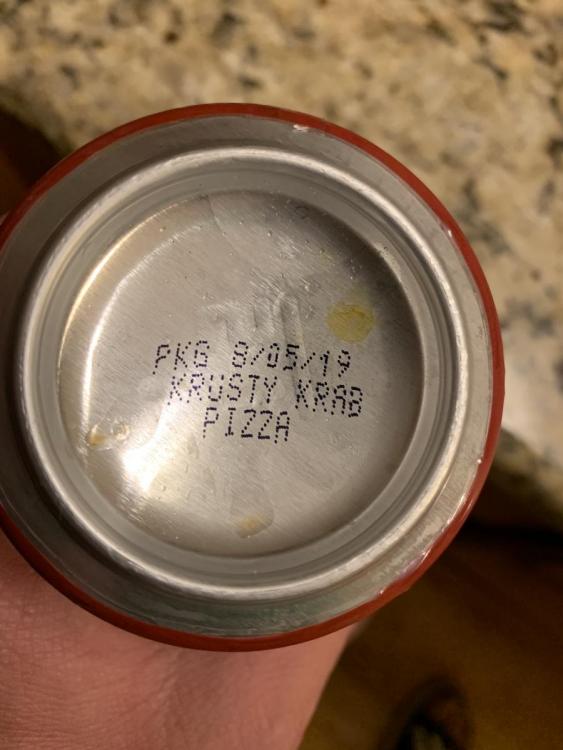 PKG 8/05/19
KRUSTY KRAB
PIZZA